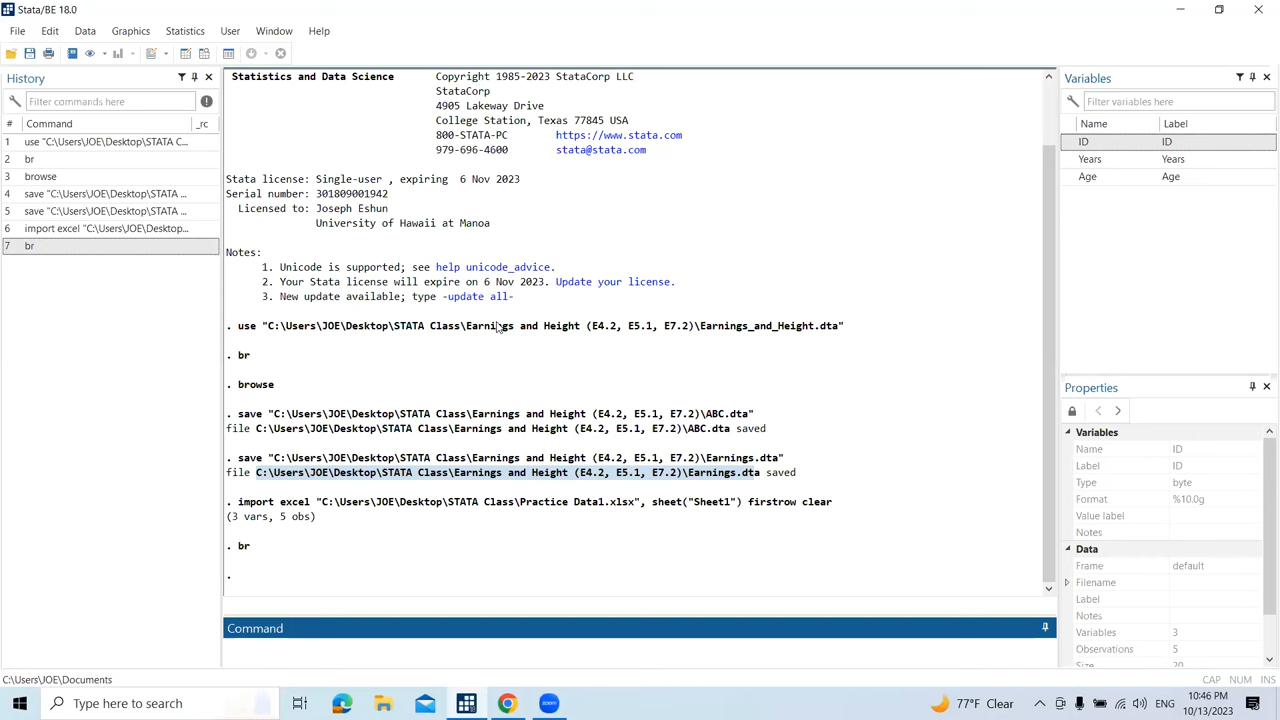 Stata/BE 18.0
File Edit Data Graphics Statistics User Window Help
History
Filter commands here
# Command _rc
1 use "C:\Users\JOE\Desktop\STATA C...
2 br
3 browse
4 save "C:\Users\JOE\Desktop\STATA ...
5 save "C:\Users\JOE\Desktop\STATA ...
6 import excel "C:\Users\JOE\Desktop...
7 br
Statistics and Data Science Copyright 1985-2023 StataCorp LLC
StataCorp
4905 Lakeway Drive
College Station, Texas 77845 USA
800-STATA-PC https://www.stata.com
979-696-4600 stata@stata.com
Stata license: Single-user , expiring 6 Nov 2023
Serial number: 301809001942
Licensed to: Joseph Eshun
University of Hawaii at Manoa
Notes:
1. Unicode is supported; see help unicode_advice.
2. Your Stata license will expire on 6 Nov 2023. Update your license.
3. New update available; type -update all-
. use "C:\Users\JOE\Desktop\STATA Class\Earnings and Height (E4.2, E5.1, E7.2)\Earnings_and_Height.dta"
. br
. browse
. save "C:\Users\JOE\Desktop\STATA Class\Earnings and Height (E4.2, E5.1, E7.2)\ABC.dta"
file C:\Users\JOE\Desktop\STATA Class\Earnings and Height (E4.2, E5.1, E7.2)\ABC.dta saved
. save "C:\Users\JOE\Desktop\STATA Class\Earnings and Height (E4.2, E5.1, E7.2)\Earnings.dta"
file C:\Users\JOE\Desktop\STATA Class\Earnings and Height (E4.2, E5.1, E7.2)\Earnings.dta saved
. import excel "C:\Users\JOE\Desktop\STATA Class\Practice Data1.xlsx", sheet("Sheet1") firstrow clear
(3 vars, 5 obs)
. br
.
Command
Variables
Filter variables here
Name Label
ID ID
Years Years
Age Age
Properties
Variables
Name ID
Label ID
Type byte
Format %10.0g
Value label
Notes
Data
Frame default
Filename
Label
Notes
Variables 3
Observations 5
Size 20
C:\Users\JOE\Documents
CAP NUM INS
Type here to search
zoom
77°F Clear
ENG
10:46 PM
10/13/2023